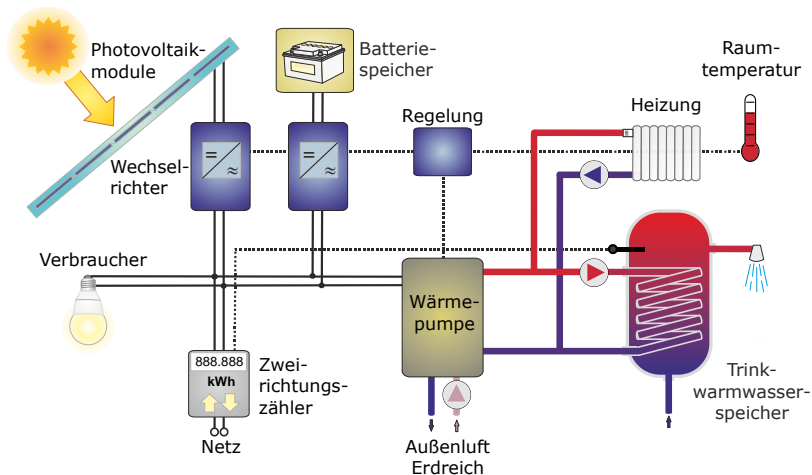 Photovoltaik-
module
Batterie-
speicher
Raum-
temperatur
Regelung
Heizung
Wechsel-
richter
=
≈
=
≈
Verbraucher
Wärme-
pumpe
888.888
kWh
Zwei-
richtungs-
zähler
Netz
Außenluft
Erdreich
Trink-
warmwasser-
speicher